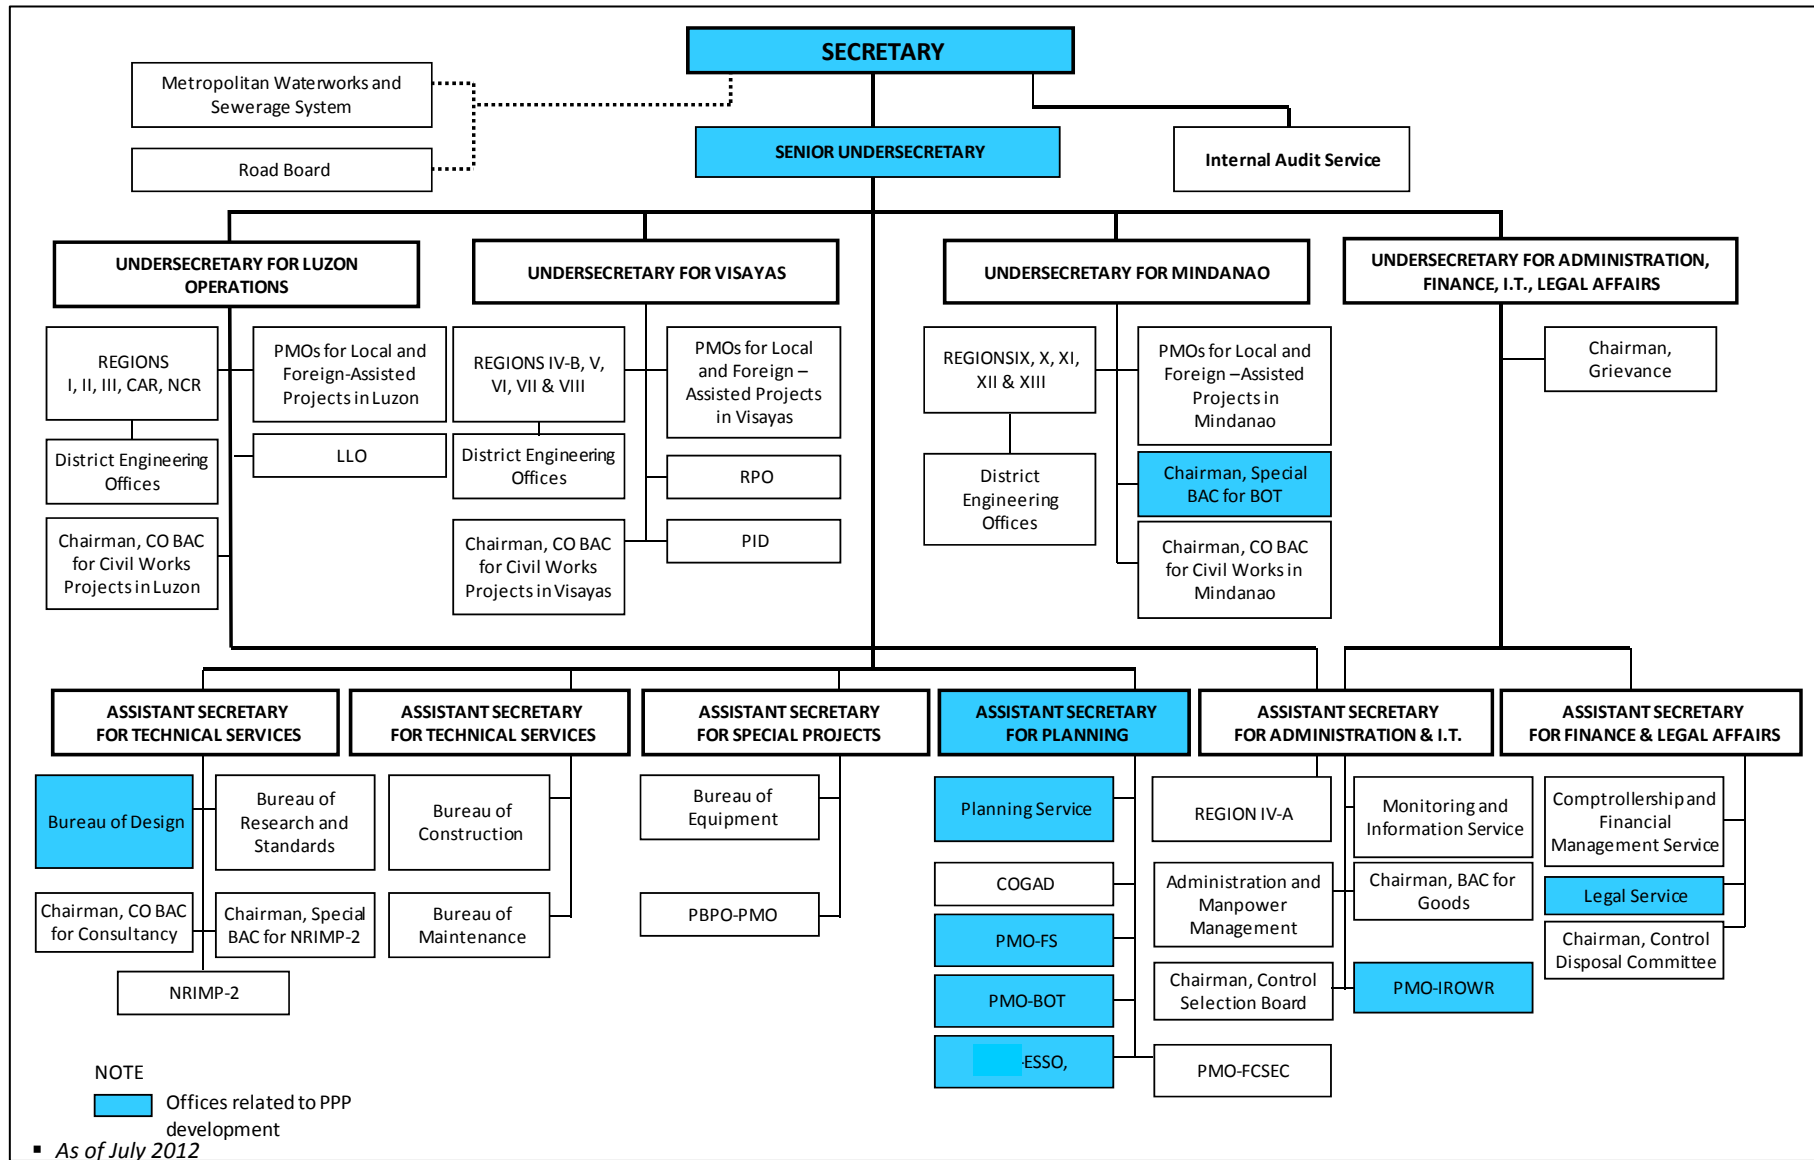 SECRETARY
Metropolitan Waterworks and
Sewerage System
Road Board
SENIOR UNDERSECRETARY
Internal Audit Service
UNDERSECRETARY FOR LUZON
OPERATIONS
UNDERSECRETARY FOR VISAYAS
UNDERSECRETARY FOR MINDANAO
UNDERSECRETARY FOR ADMINISTRATION,
FINANCE, I.T., LEGAL AFFAIRS
REGIONS
I, II, III, CAR, NCR
PMOs for Local and
Foreign-Assisted
Projects in Luzon
District Engineering
Offices
LLO
Chairman, CO BAC
for Civil Works
Projects in Luzon
REGIONS IV-B, V,
VI, VII & VIII
PMOs for Local
and Foreign –
Assisted Projects
in Visayas
District Engineering
Offices
RPO
Chairman, CO BAC
for Civil Works
Projects in Visayas
PID
REGIONSIX, X, XI,
XII & XIII
PMOs for Local and
Foreign –Assisted
Projects in
Mindanao
District
Engineering
Offices
Chairman, Special
BAC for BOT
Chairman, CO BAC
for Civil Works in
Mindanao
Chairman,
Grievance
ASSISTANT SECRETARY
FOR TECHNICAL SERVICES
ASSISTANT SECRETARY
FOR TECHNICAL SERVICES
ASSISTANT SECRETARY
FOR SPECIAL PROJECTS
ASSISTANT SECRETARY
FOR PLANNING
ASSISTANT SECRETARY
FOR ADMINISTRATION & I.T.
ASSISTANT SECRETARY
FOR FINANCE & LEGAL AFFAIRS
Bureau of Design
Bureau of
Research and
Standards
Chairman, CO BAC
for Consultancy
Chairman, Special
BAC for NRIMP-2
NRIMP-2
Bureau of
Construction
Bureau of
Maintenance
Bureau of
Equipment
PBPO-PMO
Planning Service
COGAD
PMO-FS
PMO-BOT
-ESSO,
PMO-FCSEC
REGION IV-A
Monitoring and
Information Service
Administration and
Manpower
Management
Chairman, BAC for
Goods
Chairman, Control
Selection Board
PMO-IROWR
Comptrollership and
Financial
Management Service
Legal Service
Chairman, Control
Disposal Committee
NOTE
Offices related to PPP
development
▪ As of July 2012